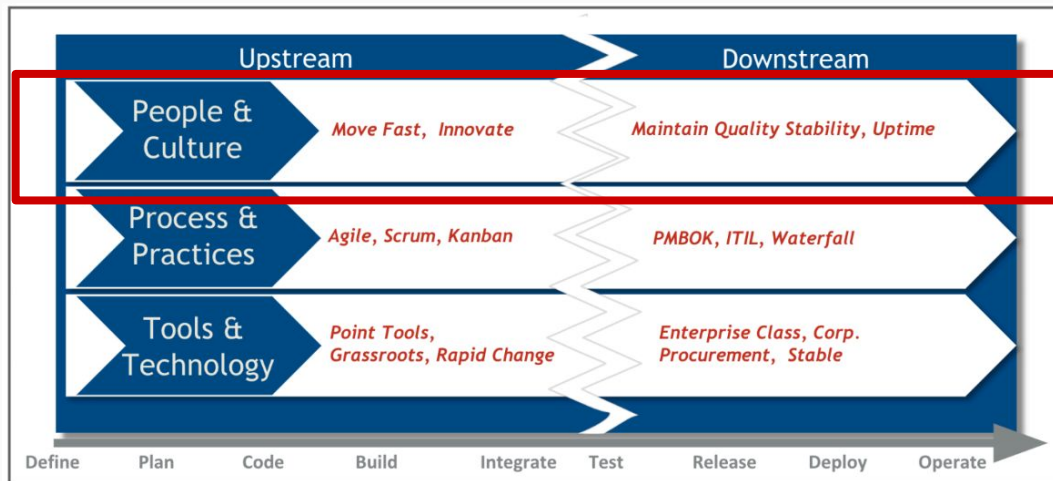 Upstream
Downstream
People &
Culture
Move Fast, Innovate
Maintain Quality Stability, Uptime
Process &
Practices
Agile, Scrum, Kanban
PMBOK, ITIL, Waterfall
Tools &
Technology
Point Tools,
Grassroots, Rapid Change
Enterprise Class, Corp.
Procurement, Stable
Define Plan Code Build Integrate Test Release Deploy Operate